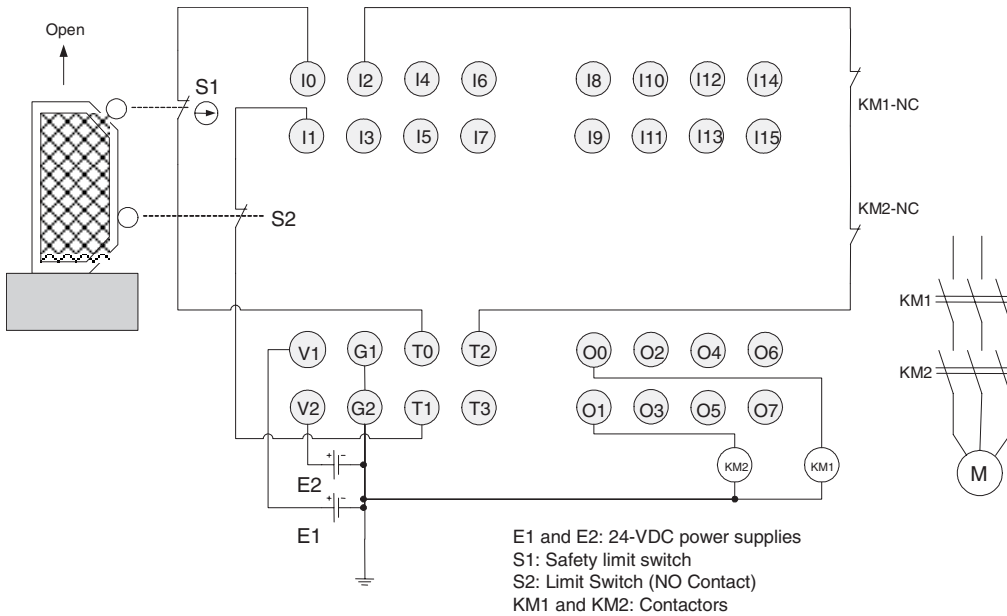 Open
S1
I0 I2 I4 I6 I8 I10 I12 I14
KM1-NC
I1 I3 I5 I7 I9 I11 I13 I15
KM2-NC
S2
KM1
V1 G1 T0 T2 O0 O2 O4 O6
KM2
V2 G2 T1 T3 O1 O3 O5 O7
+ -
E2
KM2 KM1
M
+ -
E1
E1 and E2: 24-VDC power supplies
S1: Safety limit switch
S2: Limit Switch (NO Contact)
KM1 and KM2: Contactors